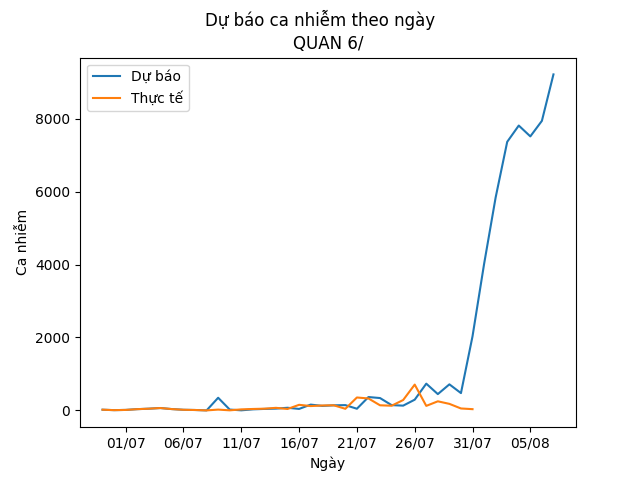 Dự báo ca nhiễm theo ngày
QUAN 6/
Dự báo
Thực tế
Ca nhiễm
8000
6000
4000
2000
0
01/07 06/07 11/07 16/07 21/07 26/07 31/07 05/08
Ngày